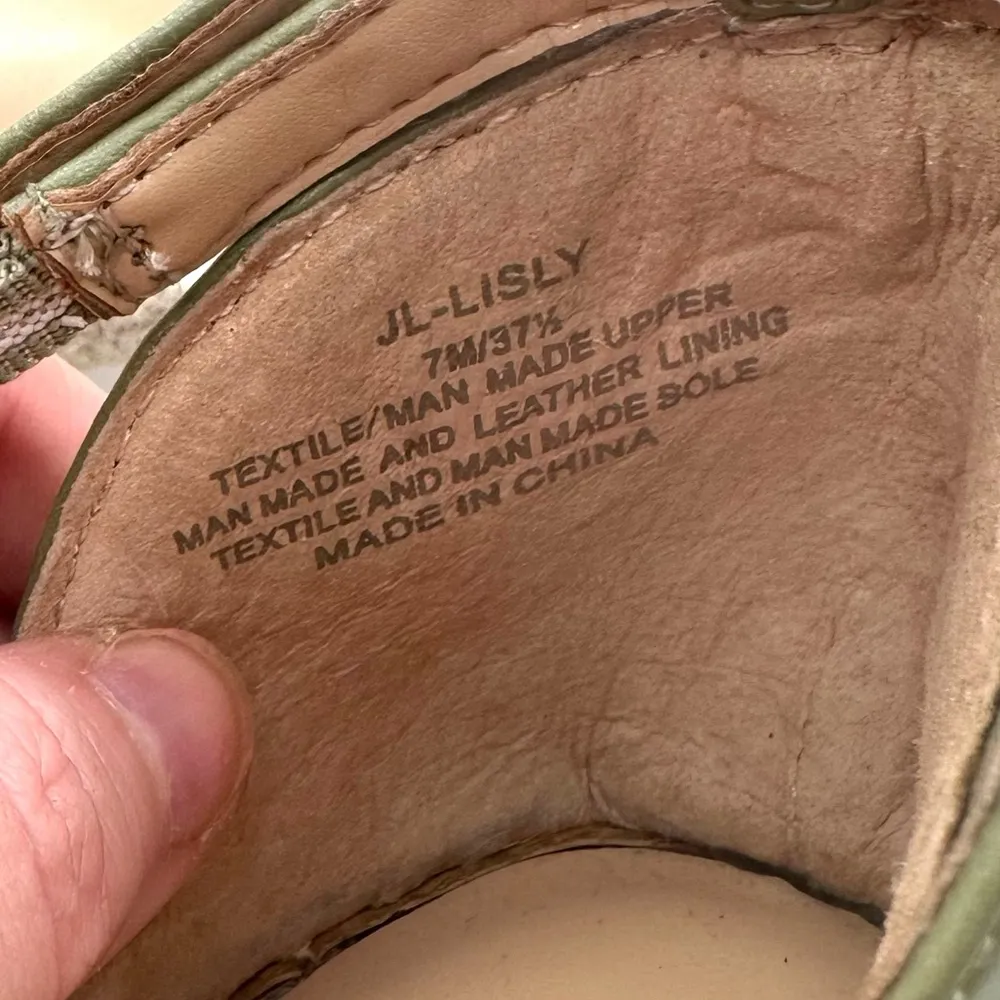 JL-LISLY
7M/37½
TEXTILE/MAN MADE UPPER
MAN MADE AND LEATHER LINING
TEXTILE AND MAN MADE SOLE
MADE IN CHINA